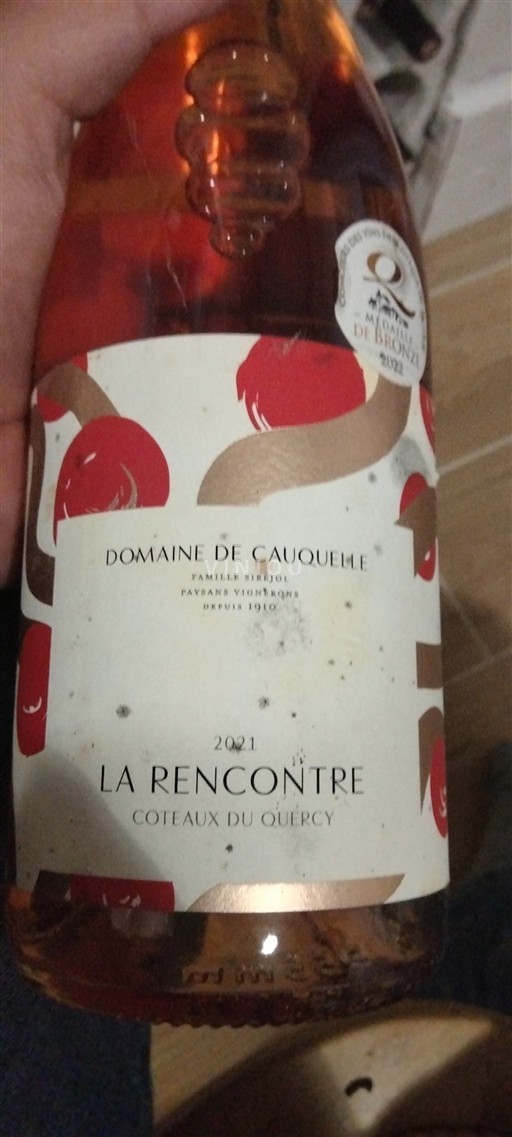 Q
MÉDAILLE
DE BRONZE
2022
DOMAINE DE CAUQUELLE
VINIOU
FAMILLE SIREJOL
PAYSANS VIGNERONS
DEPUIS 1910
2021
LA RENCONTRE
COTEAUX DU QUERCY